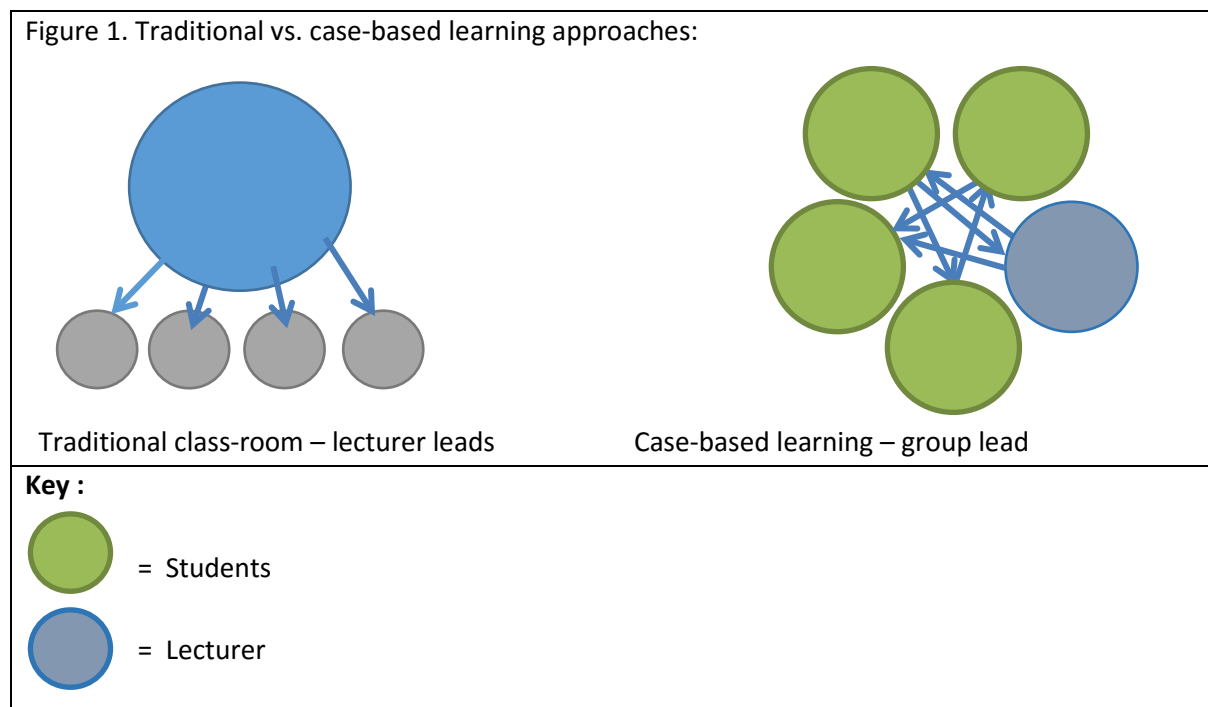 Figure 1. Traditional vs. case-based learning approaches:
Traditional class-room – lecturer leads
Case-based learning – group lead
Key :
= Students
= Lecturer